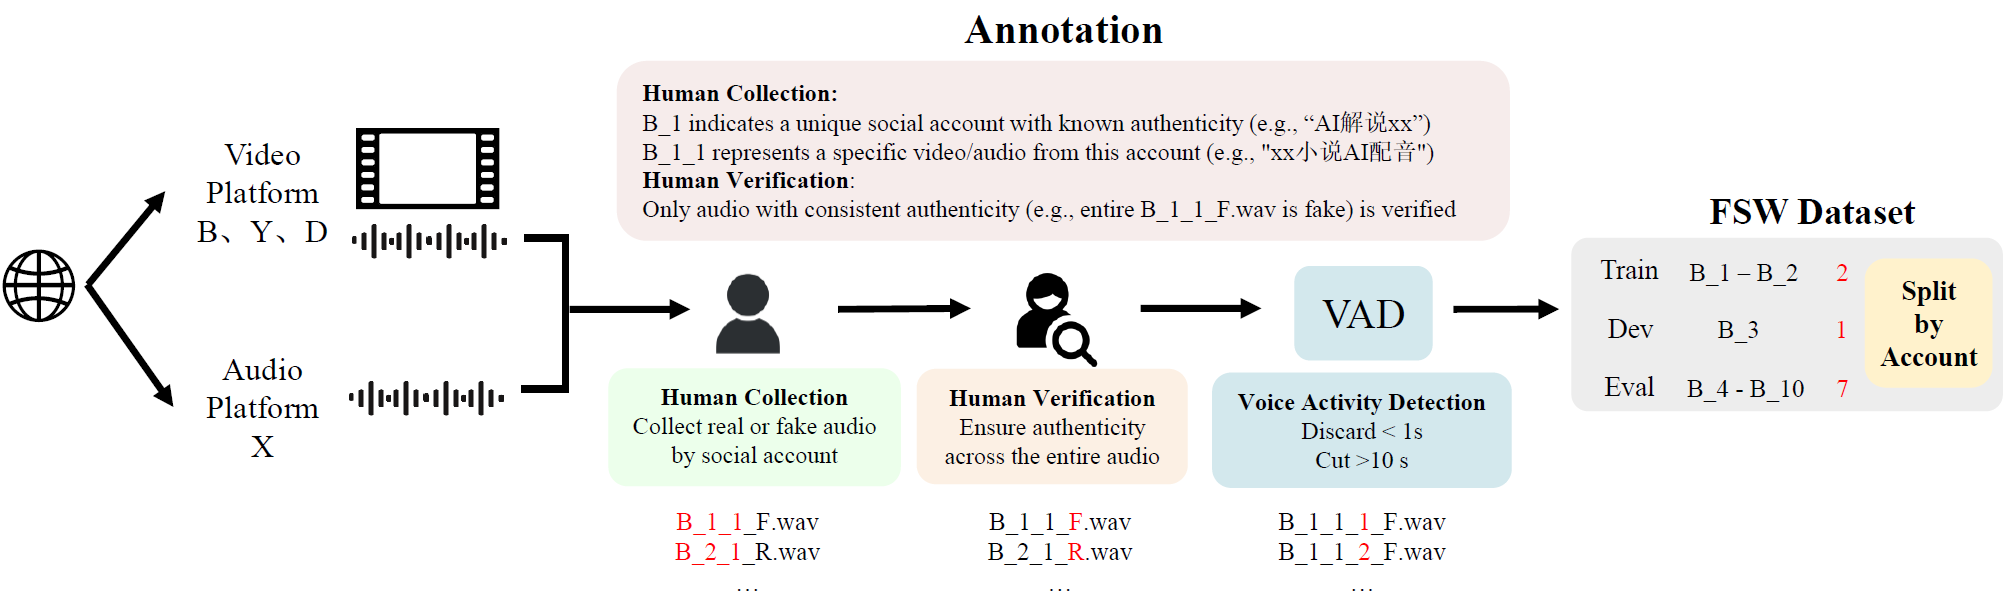 Annotation
Human Collection:
B_1 indicates a unique social account with known authenticity (e.g., “AI解说xx”)
B_1_1 represents a specific video/audio from this account (e.g., "xx小说AI配音")
Human Verification:
Only audio with consistent authenticity (e.g., entire B_1_1_F.wav is fake) is verified
Video
Platform
B、Y、D
Audio
Platform
X
Human Collection
Collect real or fake audio
by social account
B_1_1_F.wav
B_2_1_R.wav
...
Human Verification
Ensure authenticity
across the entire audio
B_1_1_F.wav
B_2_1_R.wav
...
VAD
Voice Activity Detection
Discard < 1s
Cut >10 s
B_1_1_1_F.wav
B_1_1_2_F.wav
...
FSW Dataset
Train B_1 – B_2 2
Dev B_3 1
Eval B_4 - B_10 7
Split
by
Account